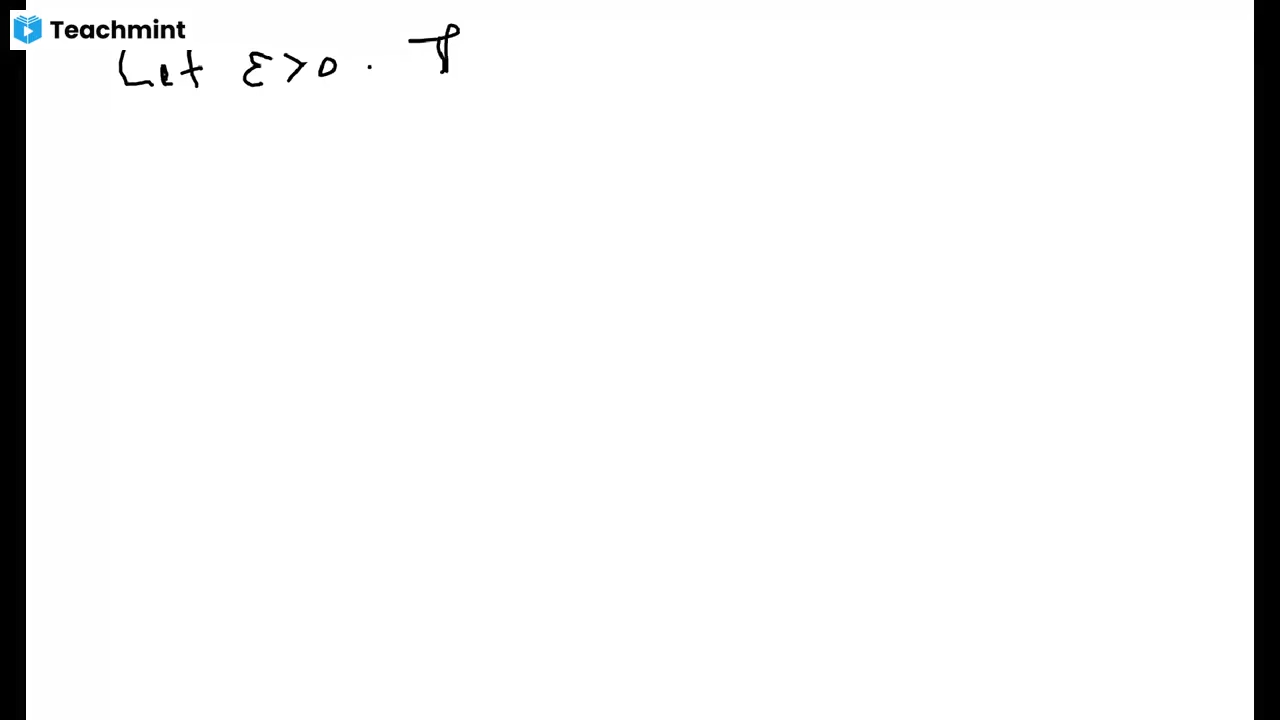 Teachmint
Let ε > 0 . T